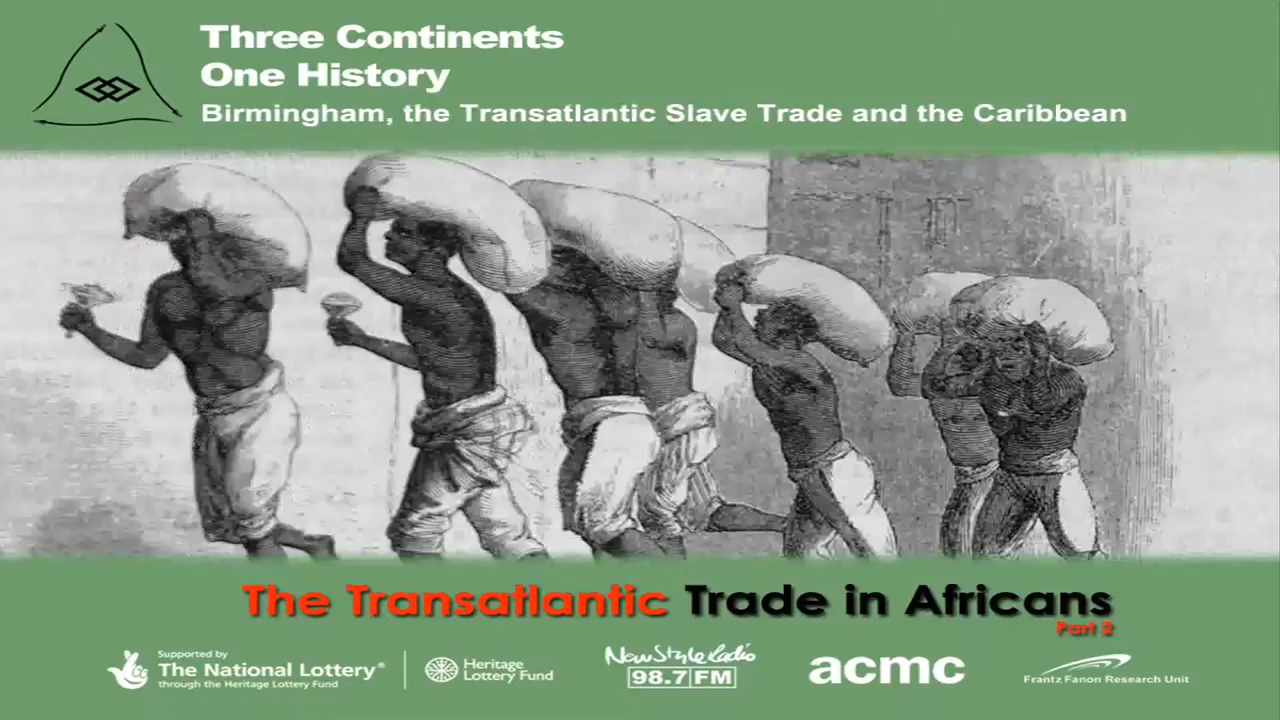 Three Continents
One History
Birmingham, the Transatlantic Slave Trade and the Caribbean
The Transatlantic Trade in Africans
Part 2
Supported by
The National Lottery®
through the Heritage Lottery Fund
Heritage
Lottery Fund
New Style Radio
98.7 FM
acmc
Frantz Fanon Research Unit